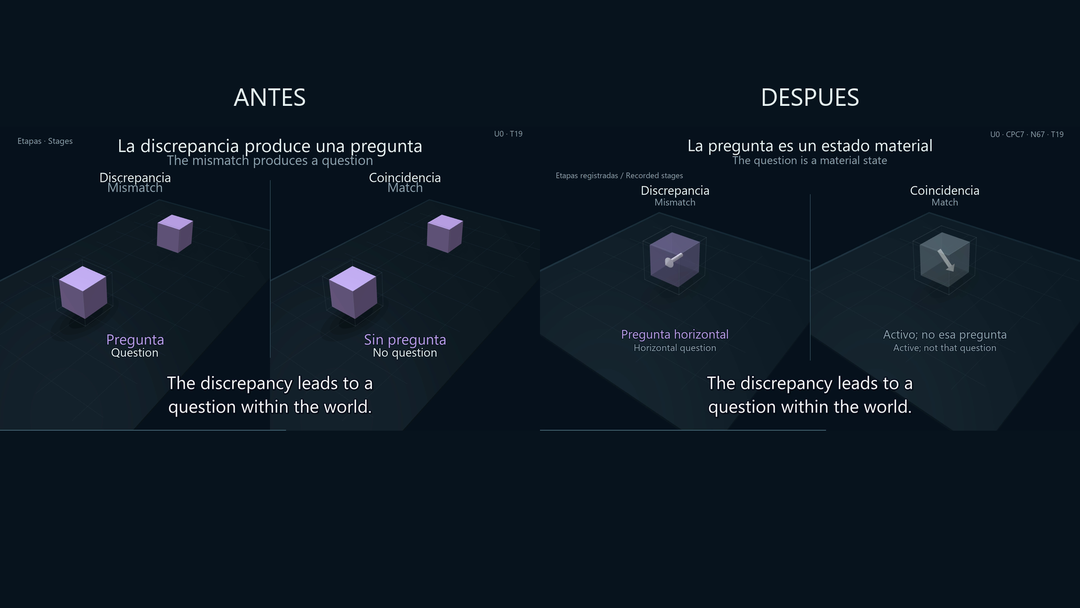 ANTES
Etapas · Stages
U0 · T19
La discrepancia produce una pregunta
The mismatch produces a question
Discrepancia
Mismatch
Coincidencia
Match
Pregunta
Question
Sin pregunta
No question
The discrepancy leads to a
question within the world.
DESPUES
U0 · CPC7 · N67 · T19
La pregunta es un estado material
The question is a material state
Etapas registradas / Recorded stages
Discrepancia
Mismatch
Coincidencia
Match
Pregunta horizontal
Horizontal question
Activo; no esa pregunta
Active; not that question
The discrepancy leads to a
question within the world.